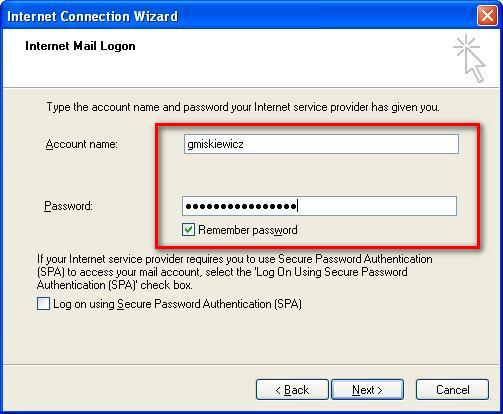 Internet Connection Wizard
Internet Mail Logon
Type the account name and password your Internet service provider has given you.
Account name: gmiskiewicz
Password: ●●●●●●●●●●●●●●●●
Remember password
If your Internet service provider requires you to use Secure Password Authentication
(SPA) to access your mail account, select the 'Log On Using Secure Password
Authentication (SPA)' check box.
Log on using Secure Password Authentication (SPA)
< Back Next > Cancel